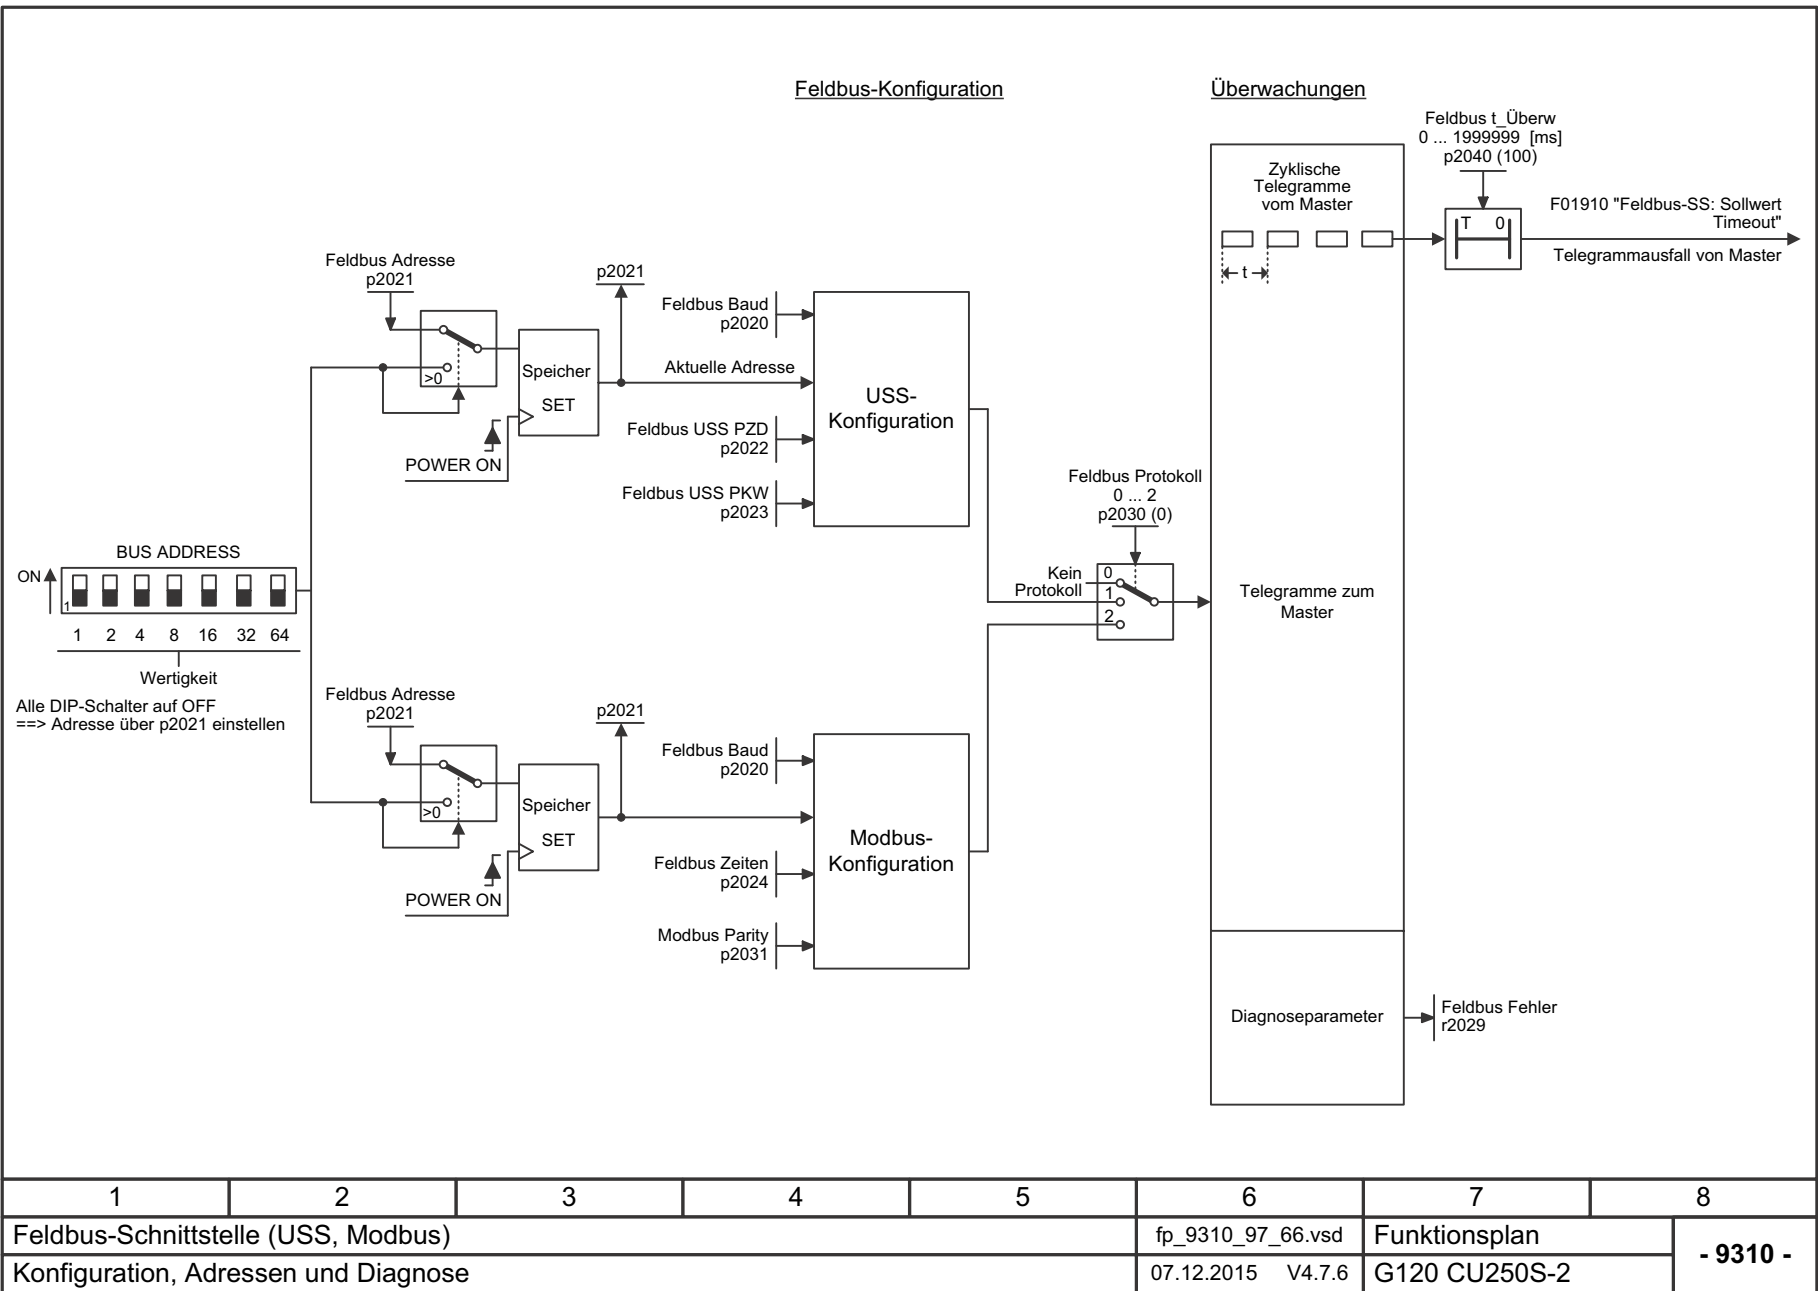 Feldbus-Konfiguration
Überwachungen
Feldbus t_Überw
0 ... 1999999 [ms]
p2040 (100)
Zyklische
Telegramme
vom Master
T 0
F01910 "Feldbus-SS: Sollwert
Timeout"
Telegrammausfall von Master
t
Feldbus Adresse
p2021
>0
Speicher
SET
POWER ON
p2021
Feldbus Baud
p2020
Aktuelle Adresse
Feldbus USS PZD
p2022
Feldbus USS PKW
p2023
USS-
Konfiguration
Feldbus Protokoll
0 ... 2
p2030 (0)
Kein
Protokoll
0
1
2
Telegramme zum
Master
BUS ADDRESS
ON
1
1 2 4 8 16 32 64
Wertigkeit
Alle DIP-Schalter auf OFF
==> Adresse über p2021 einstellen
Feldbus Adresse
p2021
>0
Speicher
SET
POWER ON
p2021
Feldbus Baud
p2020
Feldbus Zeiten
p2024
Modbus Parity
p2031
Modbus-
Konfiguration
Diagnoseparameter
Feldbus Fehler
r2029
1 2 3 4 5 6 7 8
Feldbus-Schnittstelle (USS, Modbus)
fp_9310_97_66.vsd
Funktionsplan
- 9310 -
Konfiguration, Adressen und Diagnose
07.12.2015 V4.7.6
G120 CU250S-2